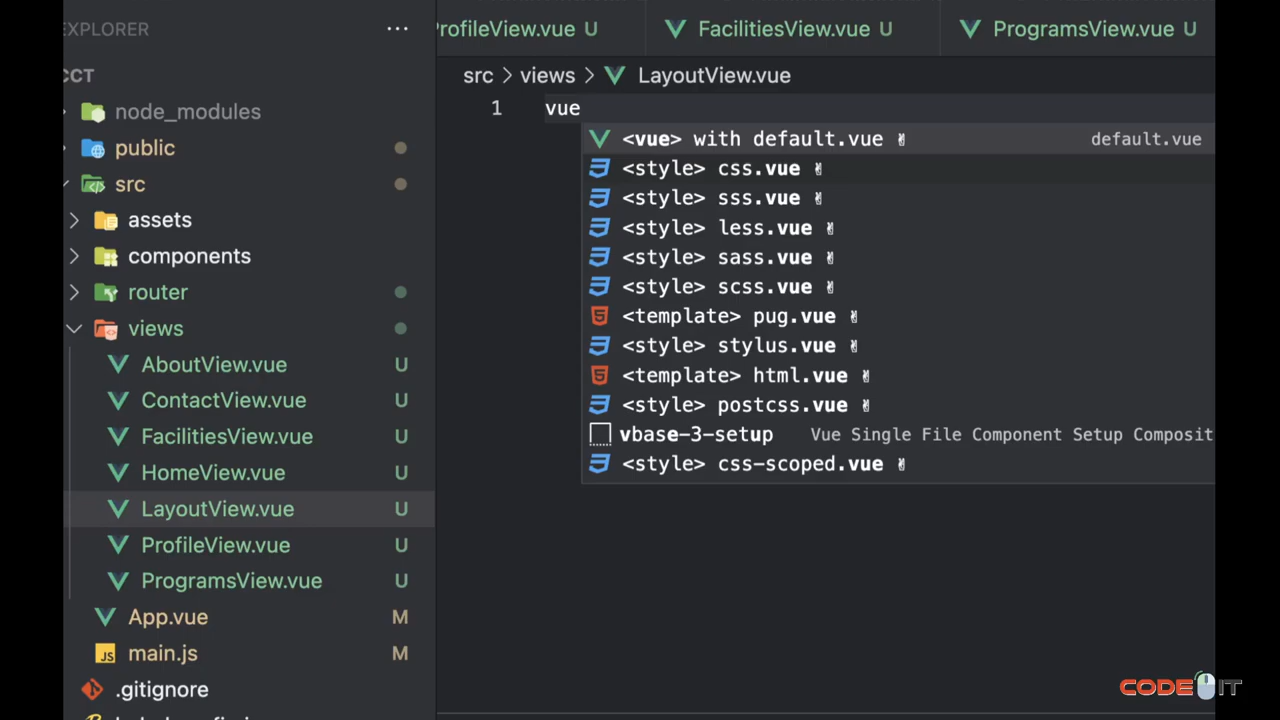 EXPLORER
CCT
node_modules
public
src
assets
components
router
views
AboutView.vue U
ContactView.vue U
FacilitiesView.vue U
HomeView.vue U
LayoutView.vue U
ProfileView.vue U
ProgramsView.vue U
App.vue M
JS main.js M
.gitignore
rofileView.vue U FacilitiesView.vue U ProgramsView.vue U
src > views > LayoutView.vue
1 vue
<vue> with default.vue ✌ default.vue
<style> css.vue ✌
<style> sss.vue ✌
<style> less.vue ✌
<style> sass.vue ✌
<style> scss.vue ✌
<template> pug.vue ✌
<style> stylus.vue ✌
<template> html.vue ✌
<style> postcss.vue ✌
vbase-3-setup Vue Single File Component Setup Composit
<style> css-scoped.vue ✌
CODE IT